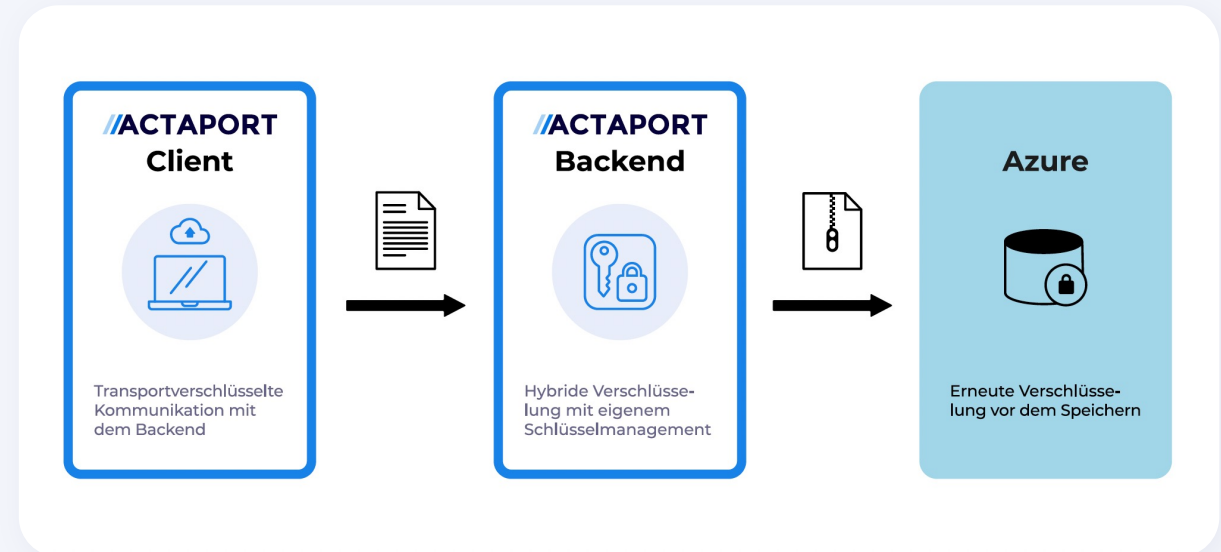 //ACTAPORT
Client
Transportverschlüsselte
Kommunikation mit
dem Backend
//ACTAPORT
Backend
Hybride Verschlüsse-
lung mit eigenem
Schlüsselmanagement
Azure
Erneute Verschlüsse-
lung vor dem Speichern